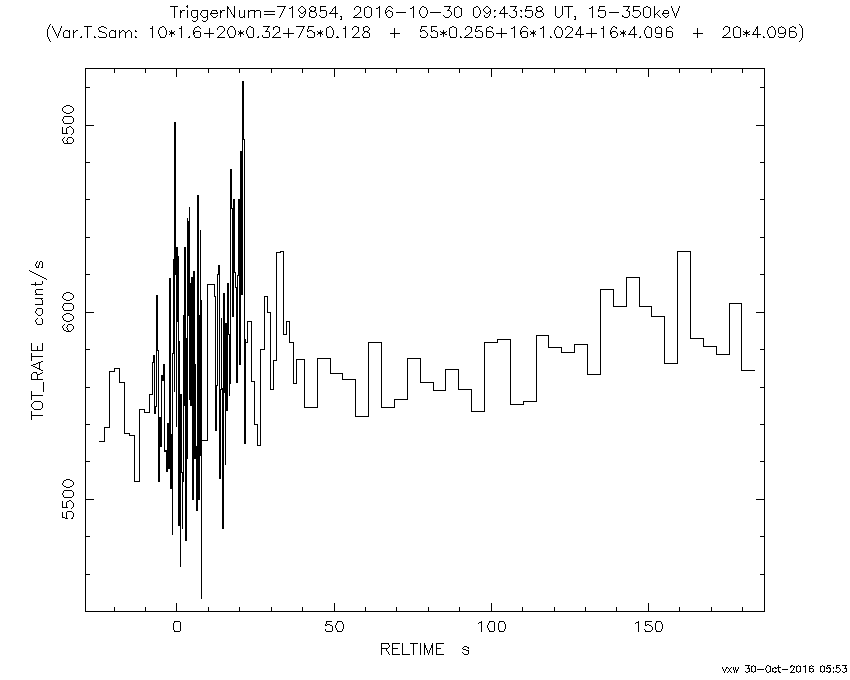 TriggerNum=719854, 2016-10-30 09:43:58 UT, 15-350keV
(Var.T.Sam: 10*1.6+20*0.32+75*0.128 + 55*0.256+16*1.024+16*4.096 + 20*4.096)
TOT_RATE count/s
6500
6000
5500
0 50 100 150
RELTIME s
vxw 30-Oct-2016 05:53